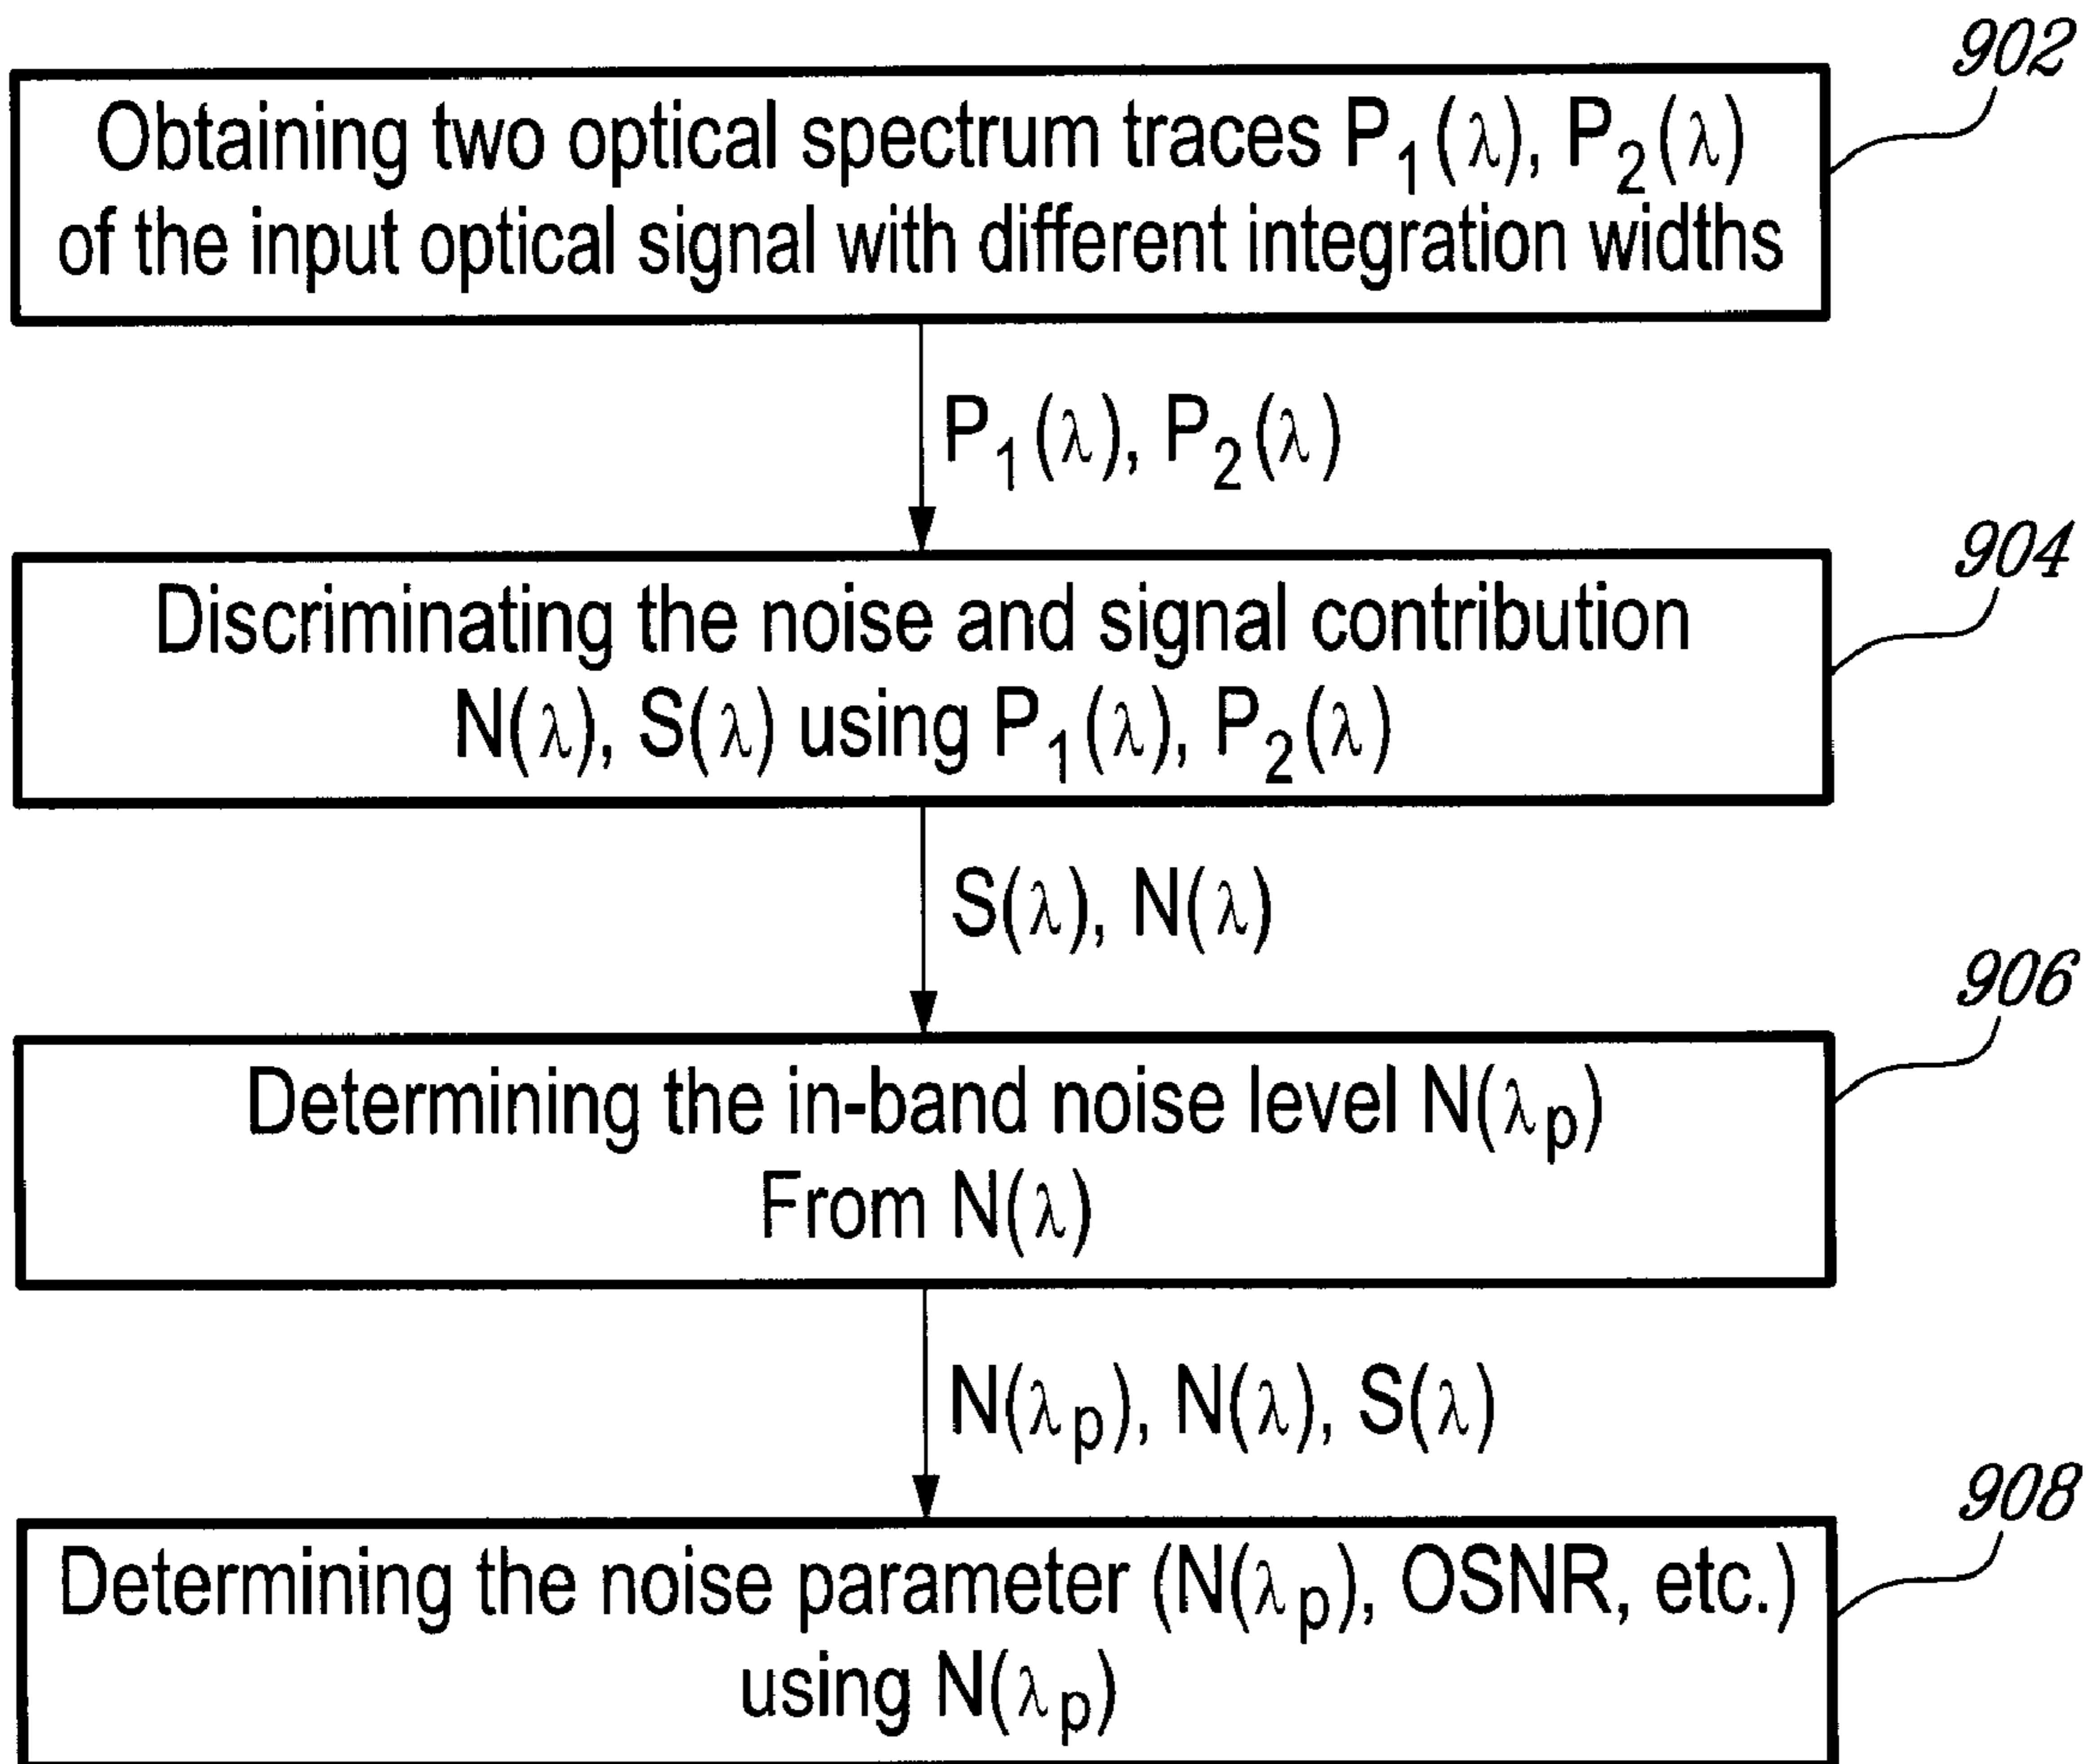 902
Obtaining two optical spectrum traces P₁(λ), P₂(λ)
of the input optical signal with different integration widths
P₁(λ), P₂(λ)
904
Discriminating the noise and signal contribution
N(λ), S(λ) using P₁(λ), P₂(λ)
S(λ), N(λ)
906
Determining the in-band noise level N(λp)
From N(λ)
N(λp), N(λ), S(λ)
908
Determining the noise parameter (N(λp), OSNR, etc.)
using N(λp)